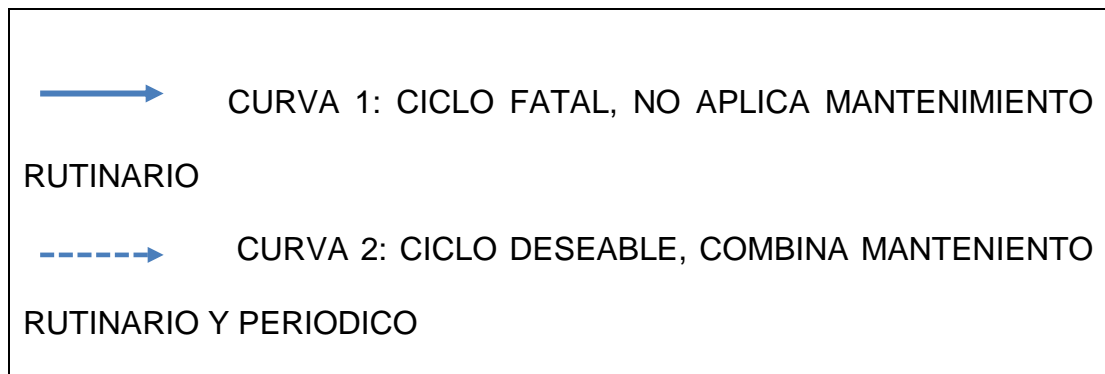 CURVA 1: CICLO FATAL, NO APLICA MANTENIMIENTO
RUTINARIO
CURVA 2: CICLO DESEABLE, COMBINA MANTENIENTO
RUTINARIO Y PERIODICO